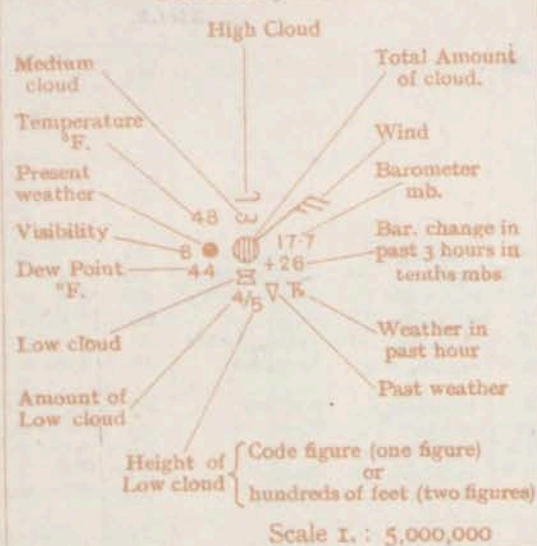 High Cloud
Medium
cloud
Total Amount
of cloud.
Temperature
°F.
Wind
Present
weather
Barometer
mb.
48
Visibility
8
17.7
Bar. change in
past 3 hours in
tenths mbs
+26
Dew Point
°F.
44
4/5
Low cloud
Weather in
past hour
Amount of
Low cloud
Past weather
Height of
Low cloud
Code figure (one figure)
or
hundreds of feet (two figures)
Scale 1. : 5,000,000